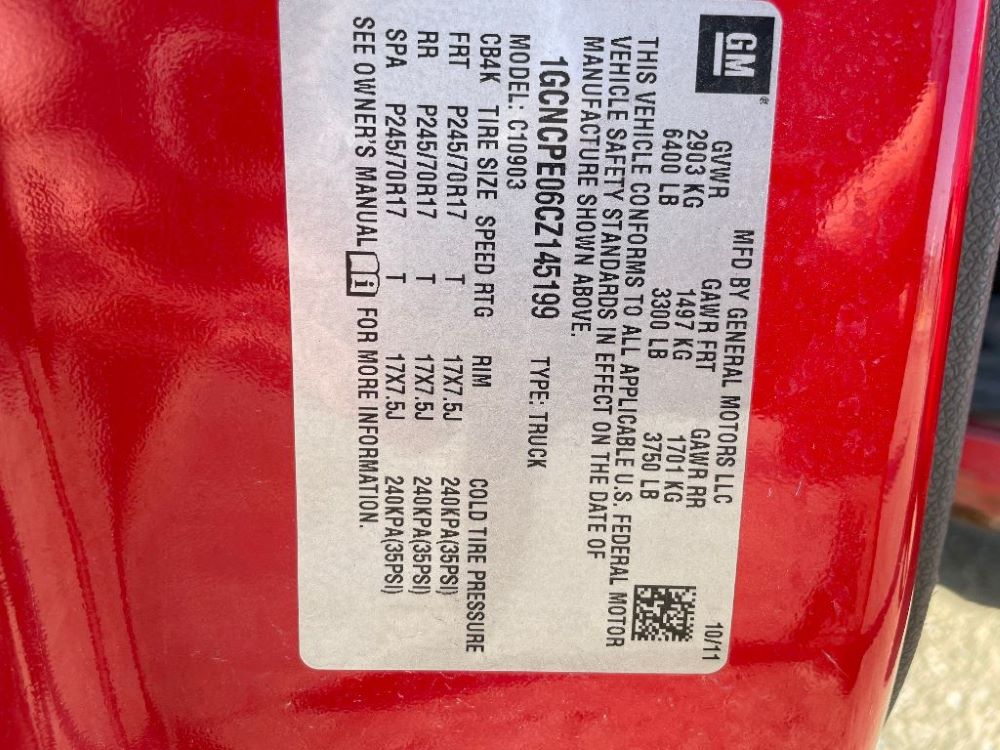 GM
MFD BY GENERAL MOTORS LLC 10/11
GVWR GAWR FRT GAWR RR
2903 KG 1497 KG 1701 KG
6400 LB 3300 LB 3750 LB
THIS VEHICLE CONFORMS TO ALL APPLICABLE U.S. FEDERAL MOTOR
VEHICLE SAFETY STANDARDS IN EFFECT ON THE DATE OF
MANUFACTURE SHOWN ABOVE.
1GCNCPE06CZ145199 TYPE: TRUCK
MODEL: C10903
CB4K TIRE SIZE SPEED RTG RIM COLD TIRE PRESSURE
FRT P245/70R17 T 17X7.5J 240KPA(35PSI)
RR P245/70R17 T 17X7.5J 240KPA(35PSI)
SPA P245/70R17 T 17X7.5J 240KPA(35PSI)
SEE OWNER'S MANUAL i FOR MORE INFORMATION.